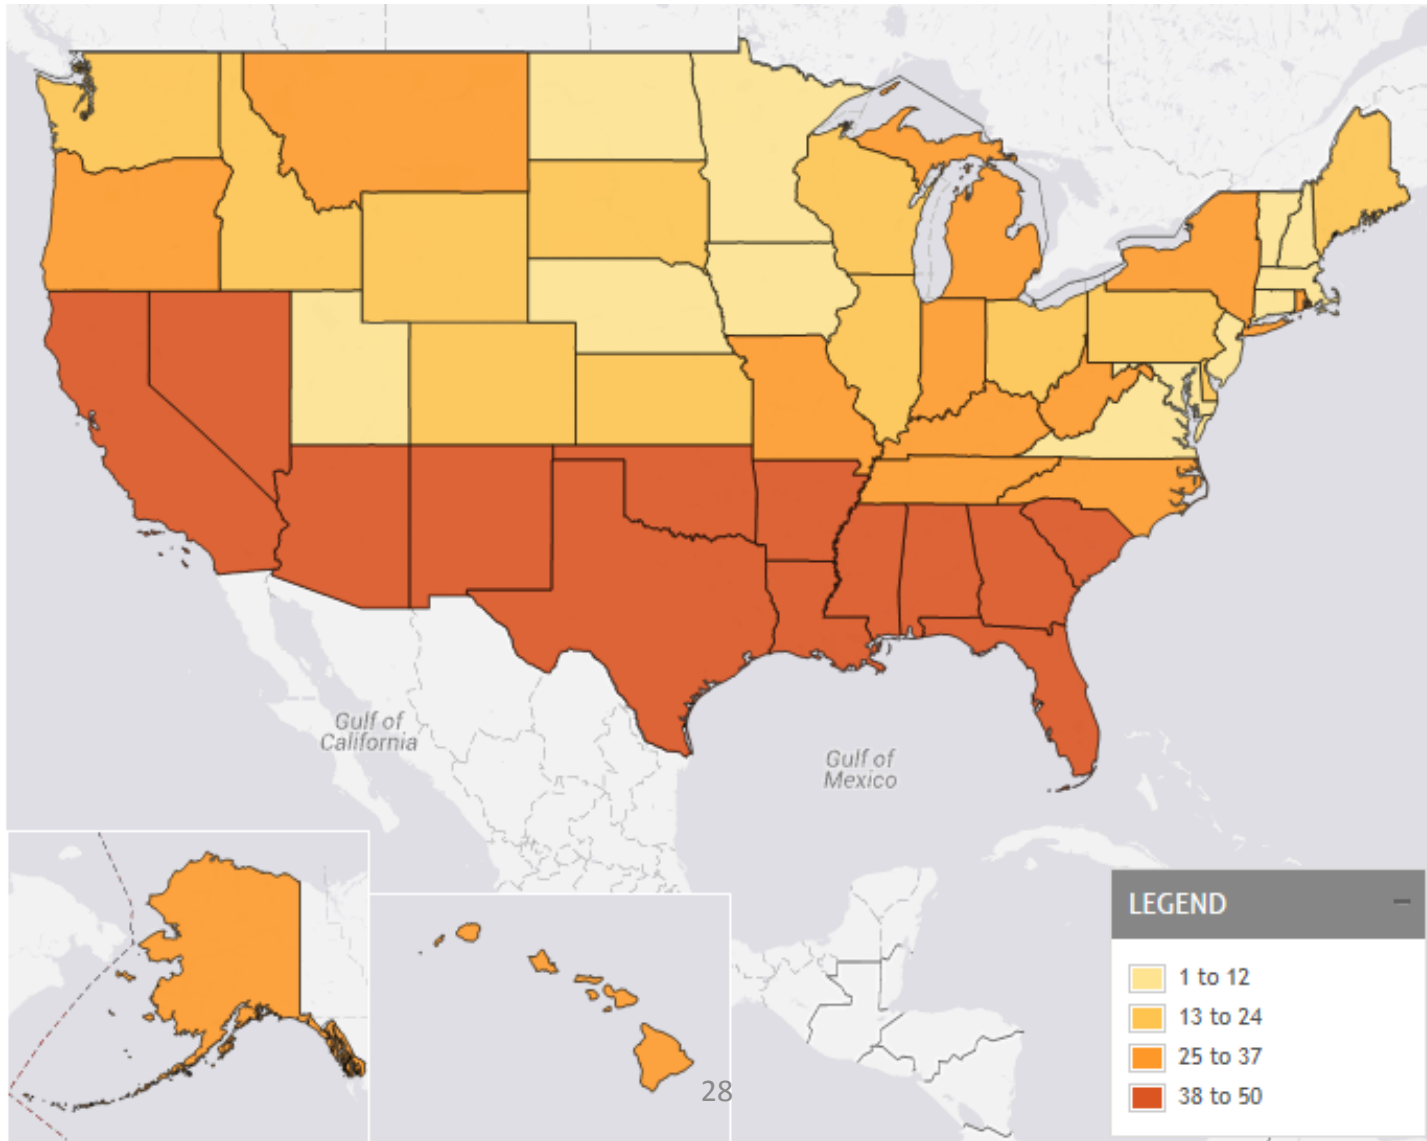 Gulf of
California
Gulf of
Mexico
LEGEND
1 to 12
13 to 24
25 to 37
38 to 50
28